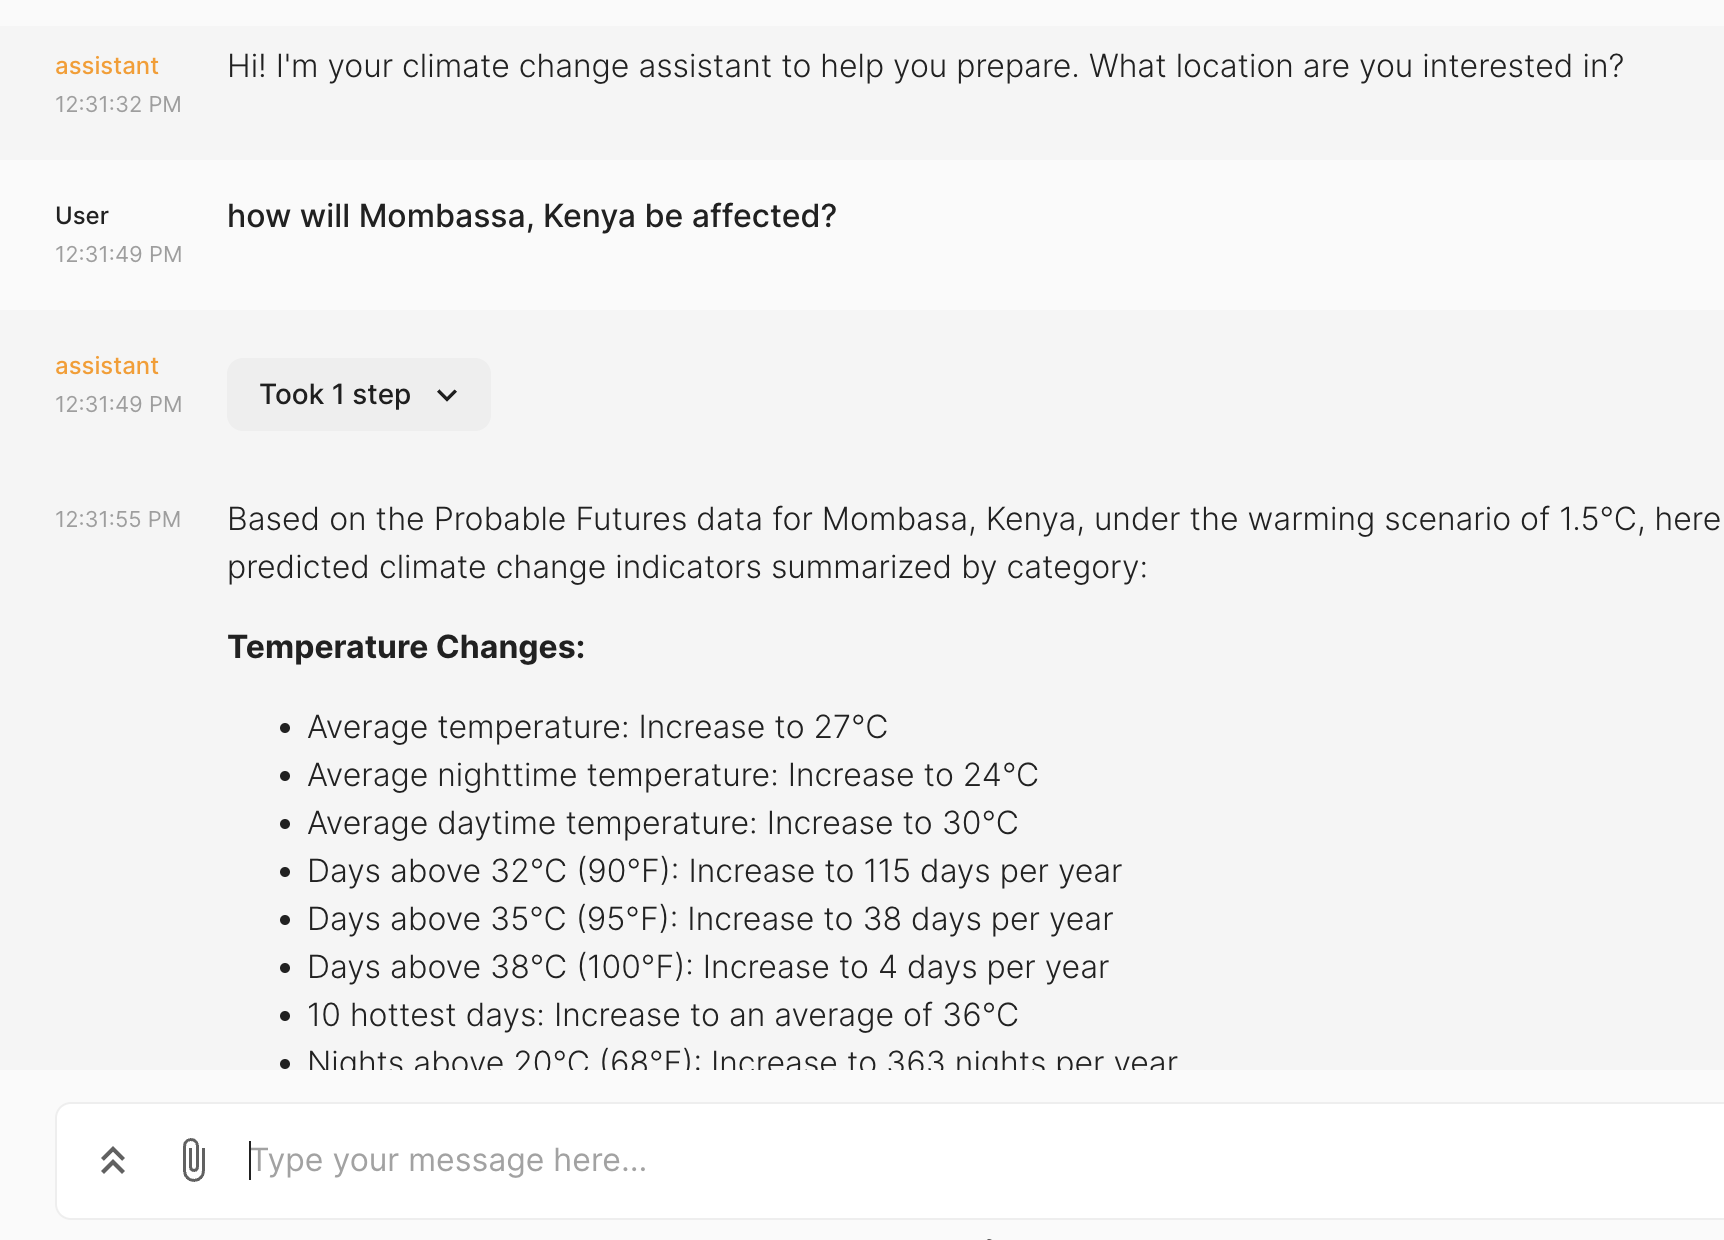 assistant
12:31:32 PM
Hi! I'm your climate change assistant to help you prepare. What location are you interested in?
User
12:31:49 PM
how will Mombassa, Kenya be affected?
assistant
12:31:49 PM
Took 1 step
12:31:55 PM
Based on the Probable Futures data for Mombasa, Kenya, under the warming scenario of 1.5°C, here
predicted climate change indicators summarized by category:
Temperature Changes:
• Average temperature: Increase to 27°C
• Average nighttime temperature: Increase to 24°C
• Average daytime temperature: Increase to 30°C
• Days above 32°C (90°F): Increase to 115 days per year
• Days above 35°C (95°F): Increase to 38 days per year
• Days above 38°C (100°F): Increase to 4 days per year
• 10 hottest days: Increase to an average of 36°C
• Nights above 20°C (68°F): Increase to 363 nights per year
Type your message here...